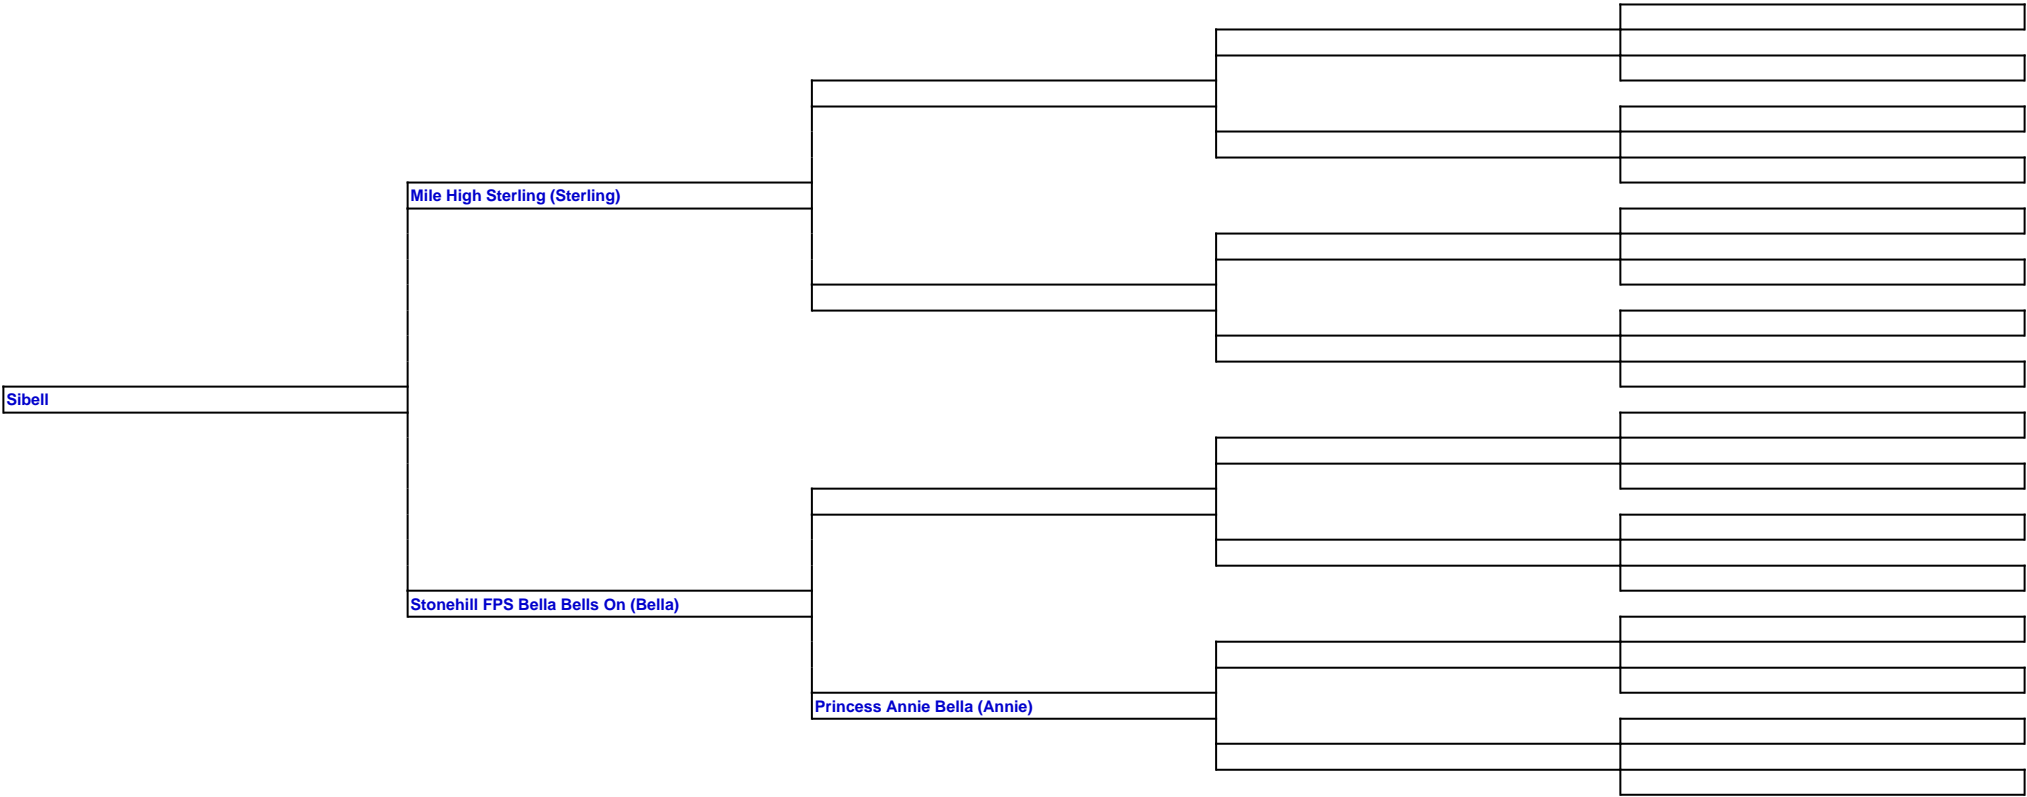 Mile High Sterling (Sterling)
Sibell
Stonehill FPS Bella Bells On (Bella)
Princess Annie Bella (Annie)